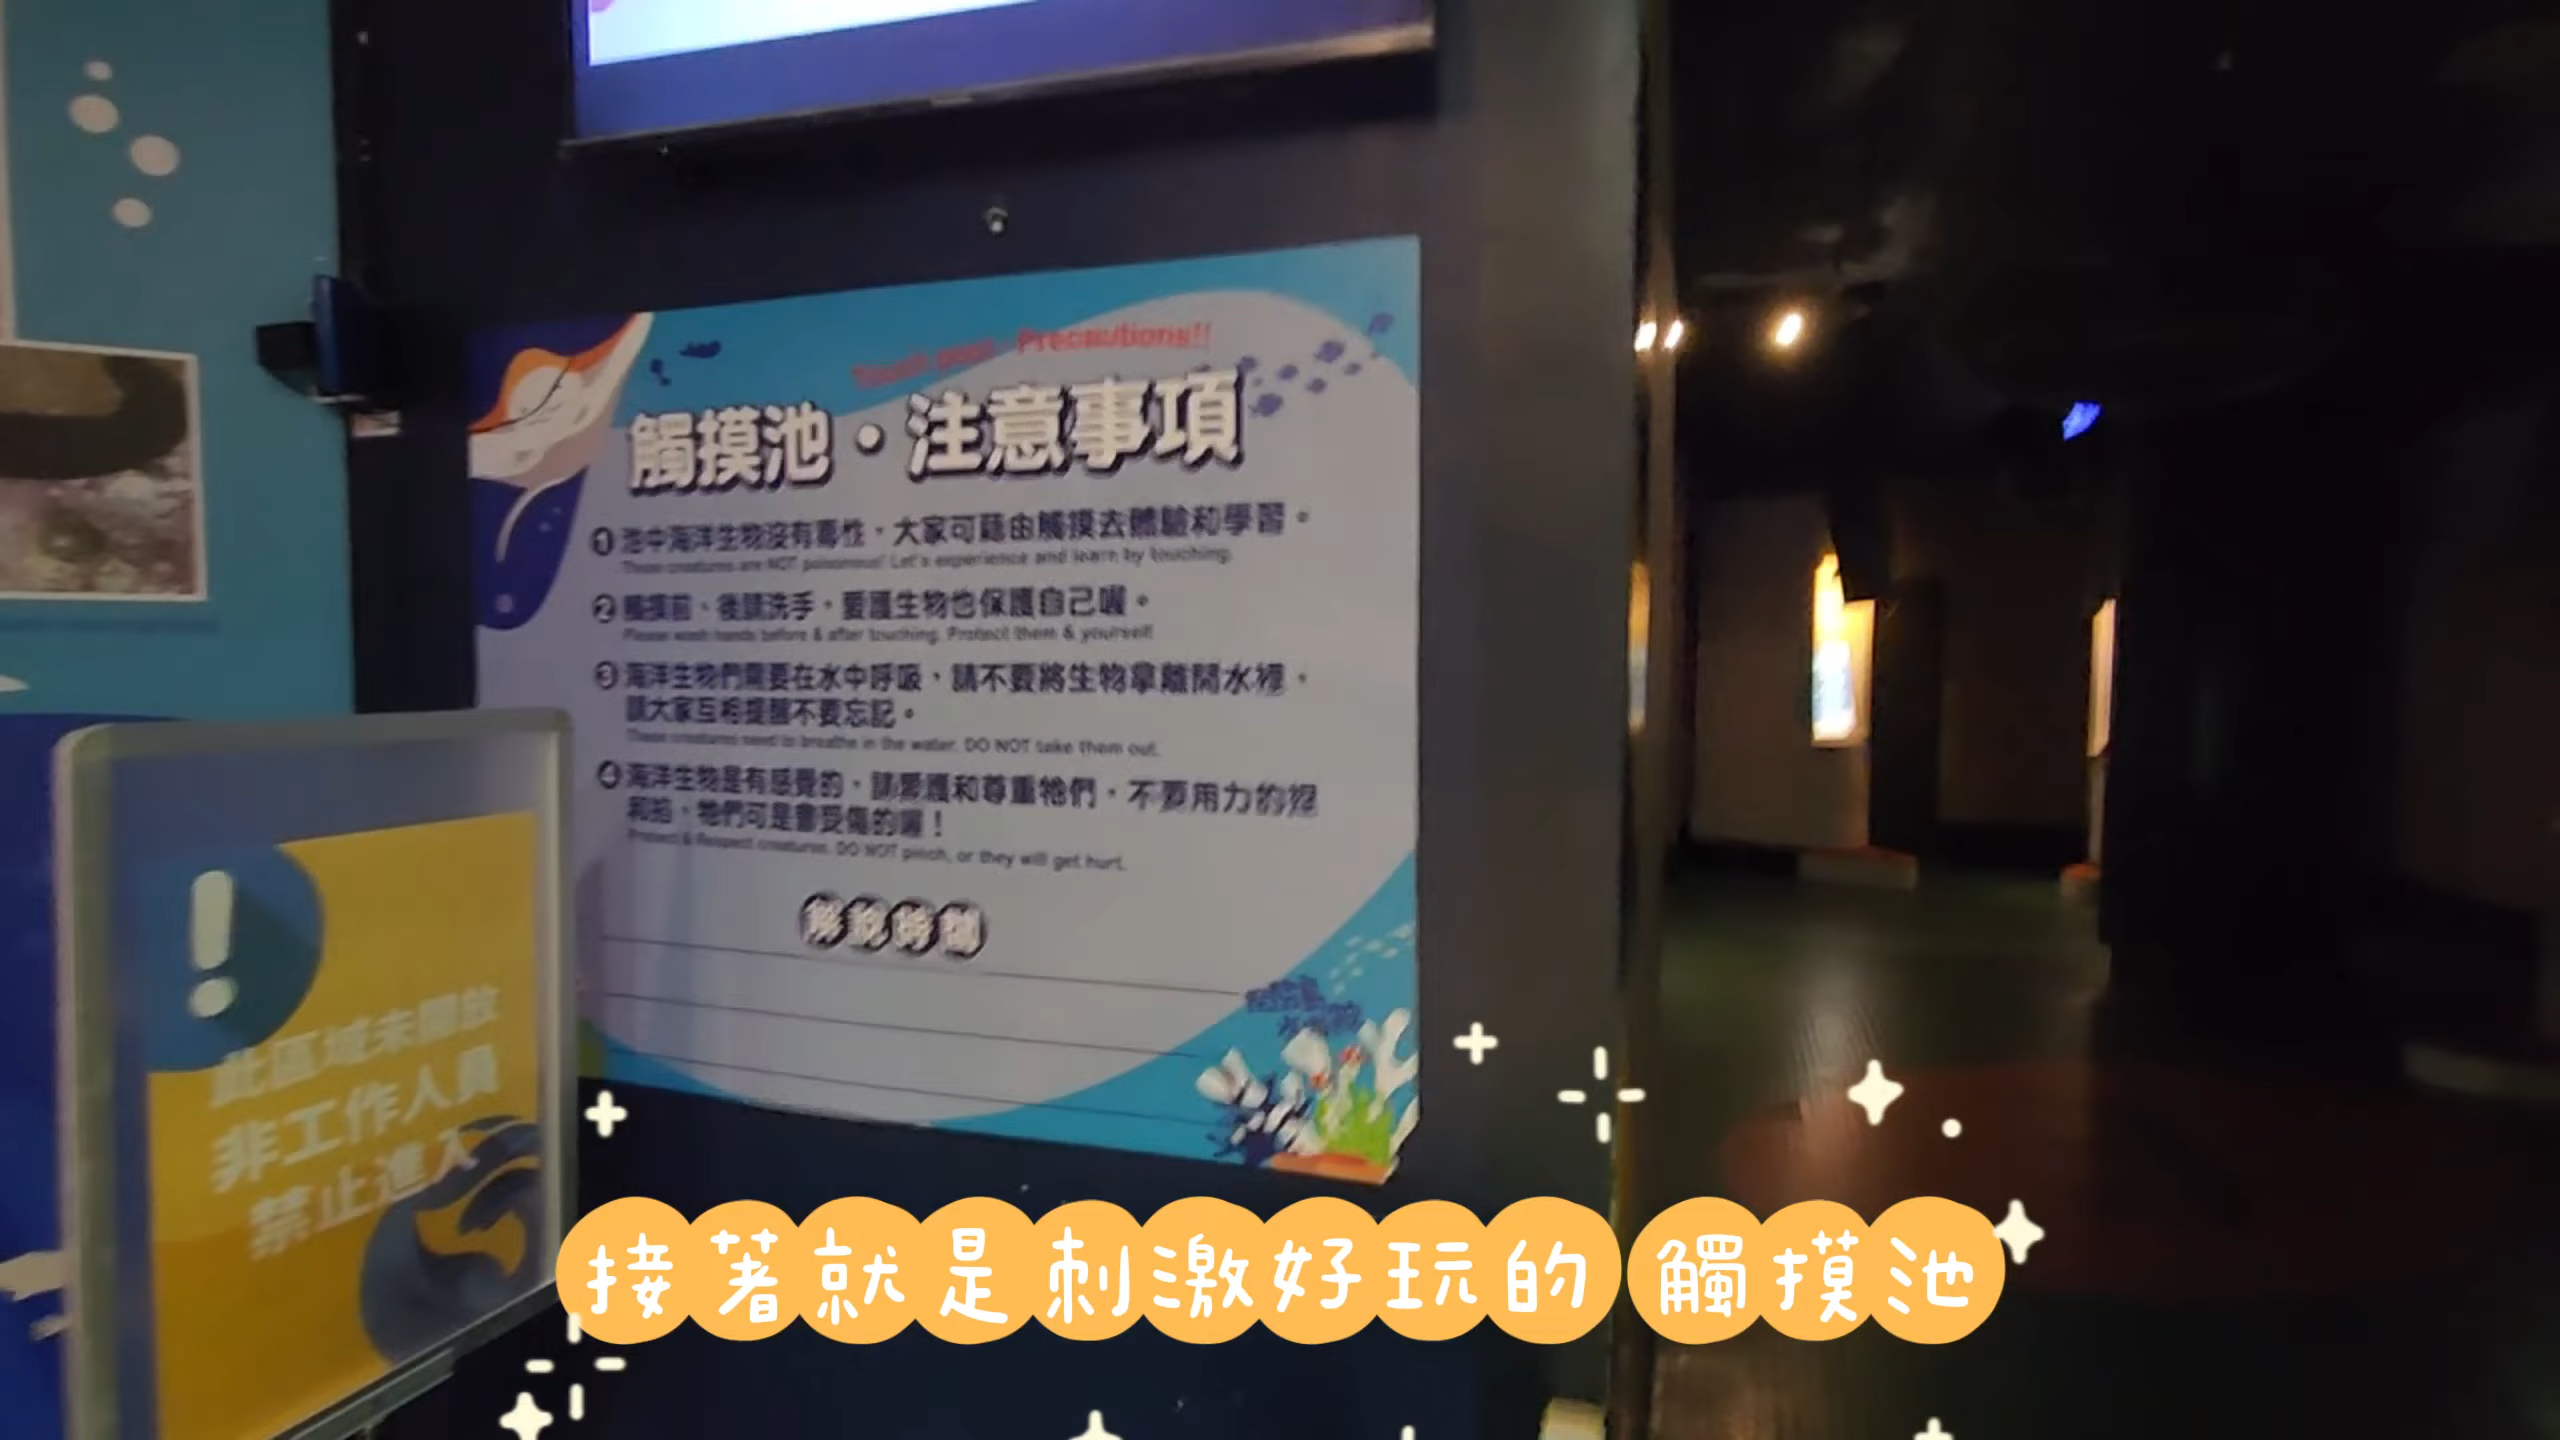 Touch pool · Precautions!!
觸摸池・注意事項
❶ 池中海洋生物沒有毒性，大家可藉由觸摸去體驗和學習。
These creatures are NOT poisonous! Let's experience and learn by touching.
❷ 觸摸前、後請洗手，愛護生物也保護自己喔。
Please wash hands before & after touching. Protect them & yourself!
❸ 海洋生物們需要在水中呼吸，請不要將生物拿離開水裡，
請大家互相提醒不要忘記。
These creatures need to breathe in the water. DO NOT take them out.
❹ 海洋生物是有感覺的，請愛護和尊重牠們，不要用力的捏
和拍，牠們可是會受傷的喔！
Protect & Respect creatures. DO NOT pinch, or they will get hurt.
解說時刻
!
此區域未開放
非工作人員
禁止進入
接著就是刺激好玩的 觸摸池